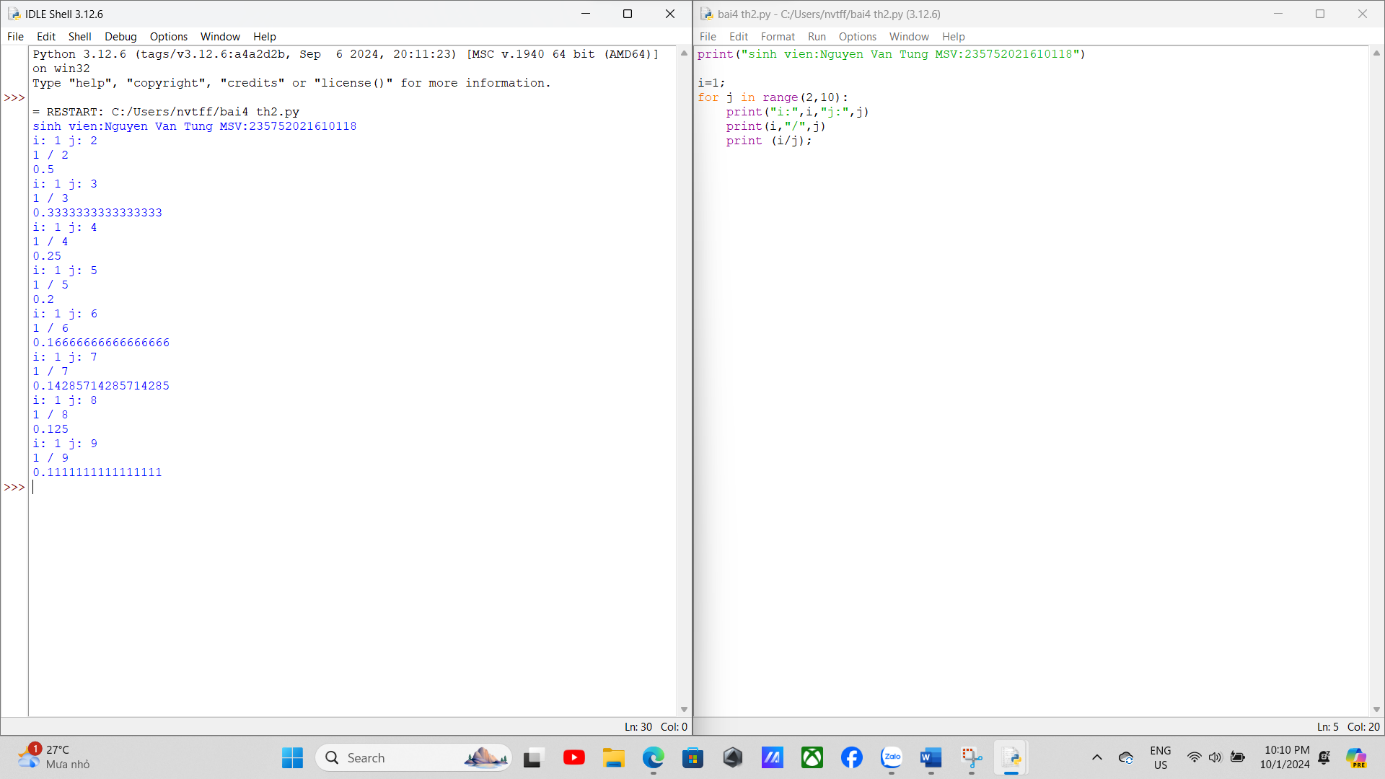 IDLE Shell 3.12.6
File Edit Shell Debug Options Window Help
Python 3.12.6 (tags/v3.12.6:a4a2d2b, Sep  6 2024, 20:11:23) [MSC v.1940 64 bit (AMD64)]
on win32
Type "help", "copyright", "credits" or "license()" for more information.
>>>
= RESTART: C:/Users/nvtff/bai4 th2.py
sinh vien:Nguyen Van Tung MSV:235752021610118
i: 1 j: 2
1 / 2
0.5
i: 1 j: 3
1 / 3
0.3333333333333333
i: 1 j: 4
1 / 4
0.25
i: 1 j: 5
1 / 5
0.2
i: 1 j: 6
1 / 6
0.16666666666666666
i: 1 j: 7
1 / 7
0.14285714285714285
i: 1 j: 8
1 / 8
0.125
i: 1 j: 9
1 / 9
0.1111111111111111
>>>
Ln: 30 Col: 0
bai4 th2.py - C:/Users/nvtff/bai4 th2.py (3.12.6)
File Edit Format Run Options Window Help
print("sinh vien:Nguyen Van Tung MSV:235752021610118")
i=1;
for j in range(2,10):
    print("i:",i,"j:",j)
    print(i,"/",j)
    print (i/j);
Ln: 5 Col: 20
1
27°C
Mưa nhỏ
Search
Zalo
W
PRE
ENG
US
10:10 PM
10/1/2024